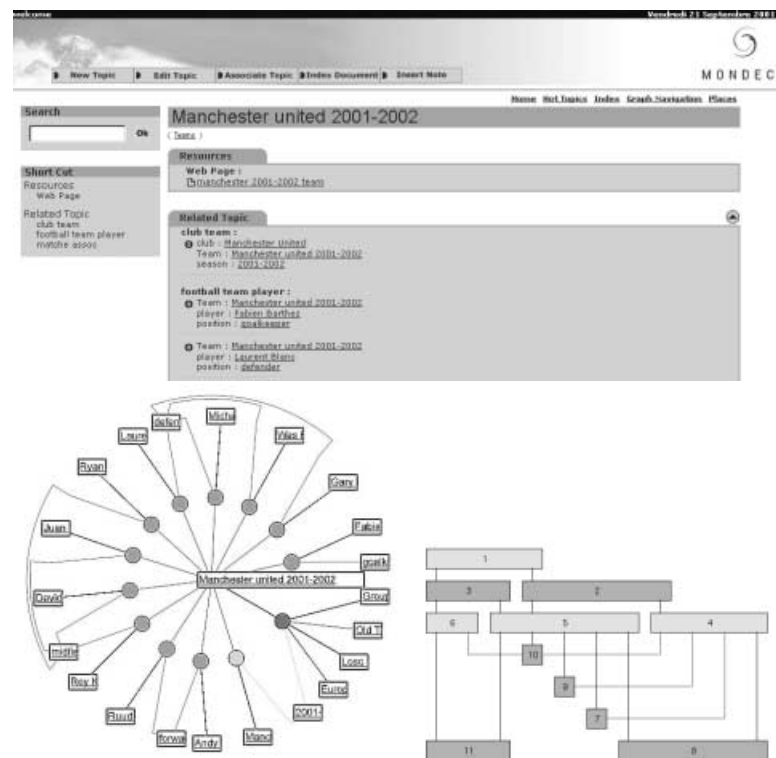 welcome
Vendredi 21 Septembre 2001
New Topic
Edit Topic
Associate Topic
Index Document
Insert Note
MONDEC
Home Hot Topics Index Graph Navigation Places
Search
Ok
Manchester united 2001-2002
( Teams )
Resources
Web Page :
manchester 2001-2002 team
Short Cut
Resources
Web Page
Related Topic
club team
football team player
matche assos
Related Topic
club team :
club : Manchester United
Team : Manchester united 2001-2002
season : 2001-2002
football team player :
Team : Manchester united 2001-2002
player : Fabien Barthez
position : goalkeeper
Team : Manchester united 2001-2002
player : Laurent Blanc
position : defender
defen
Micha
Laure
Wes
Ryan
Gary
Juan
Fabie
goalk
Manchester united 2001-2002
David
Group
Old T
midfie
Losc
Roy K
Europ
Ruud
2001-
forwa
Andy
Manc
1
3
2
6
5
4
10
9
7
11
8